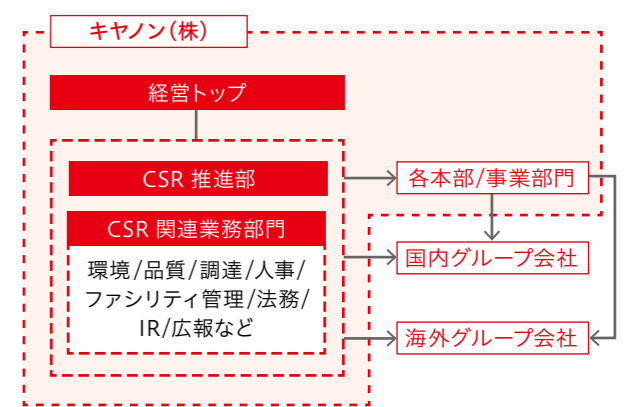 キヤノン(株)
経営トップ
CSR 推進部
各本部/事業部門
CSR 関連業務部門
環境/品質/調達/人事/
ファシリティ管理/法務/
IR/広報など
国内グループ会社
海外グループ会社